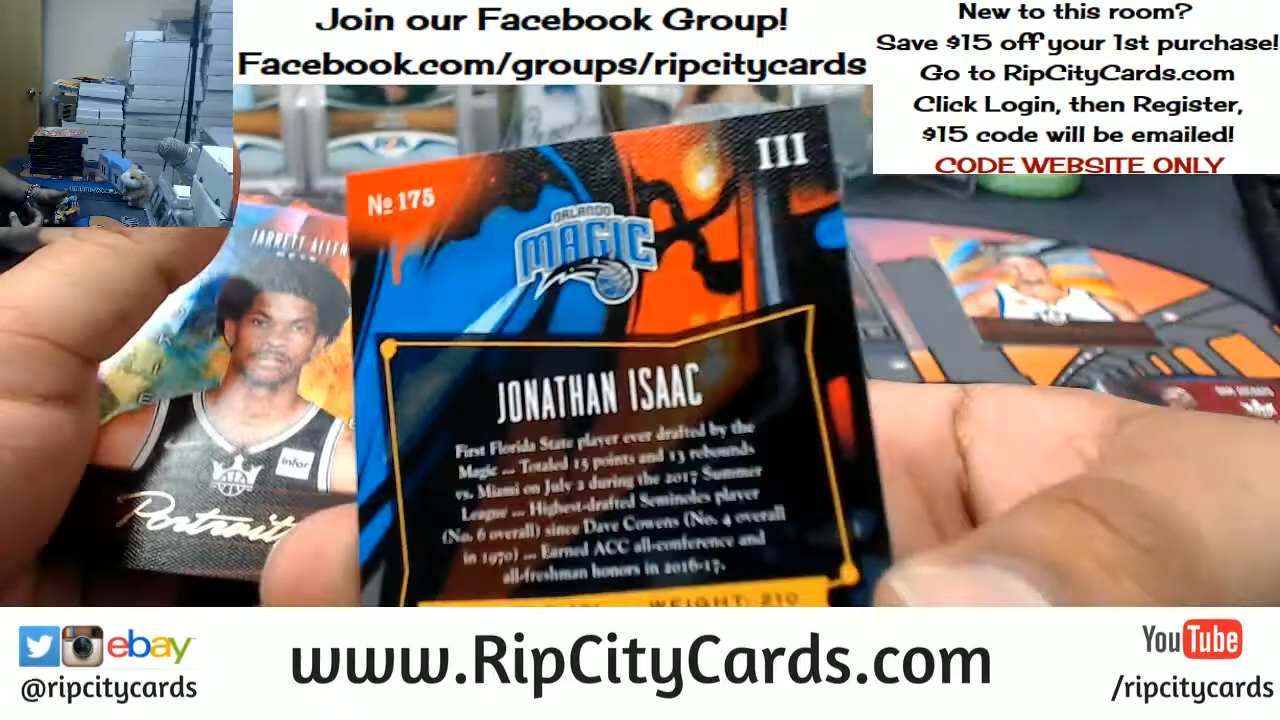 Join our Facebook Group!
Facebook.com/groups/ripcitycards
New to this room?
Save $15 off your 1st purchase!
Go to RipCityCards.com
Click Login, then Register,
$15 code will be emailed!
CODE WEBSITE ONLY
JARRETT ALLEN
infor
Portrait
№ 175
III
ORLANDO
MAGIC
JONATHAN ISAAC
First Florida State player ever drafted by the
Magic ... Totaled 15 points and 13 rebounds
vs. Miami on July 2 during the 2017 Summer
League ... Highest-drafted Seminoles player
(No. 6 overall) since Dave Cowens (No. 4 overall
in 1970) ... Earned ACC all-conference and
all-freshman honors in 2016-17.
WEIGHT: 210
ebay
@ripcitycards
www.RipCityCards.com
YouTube
/ripcitycards